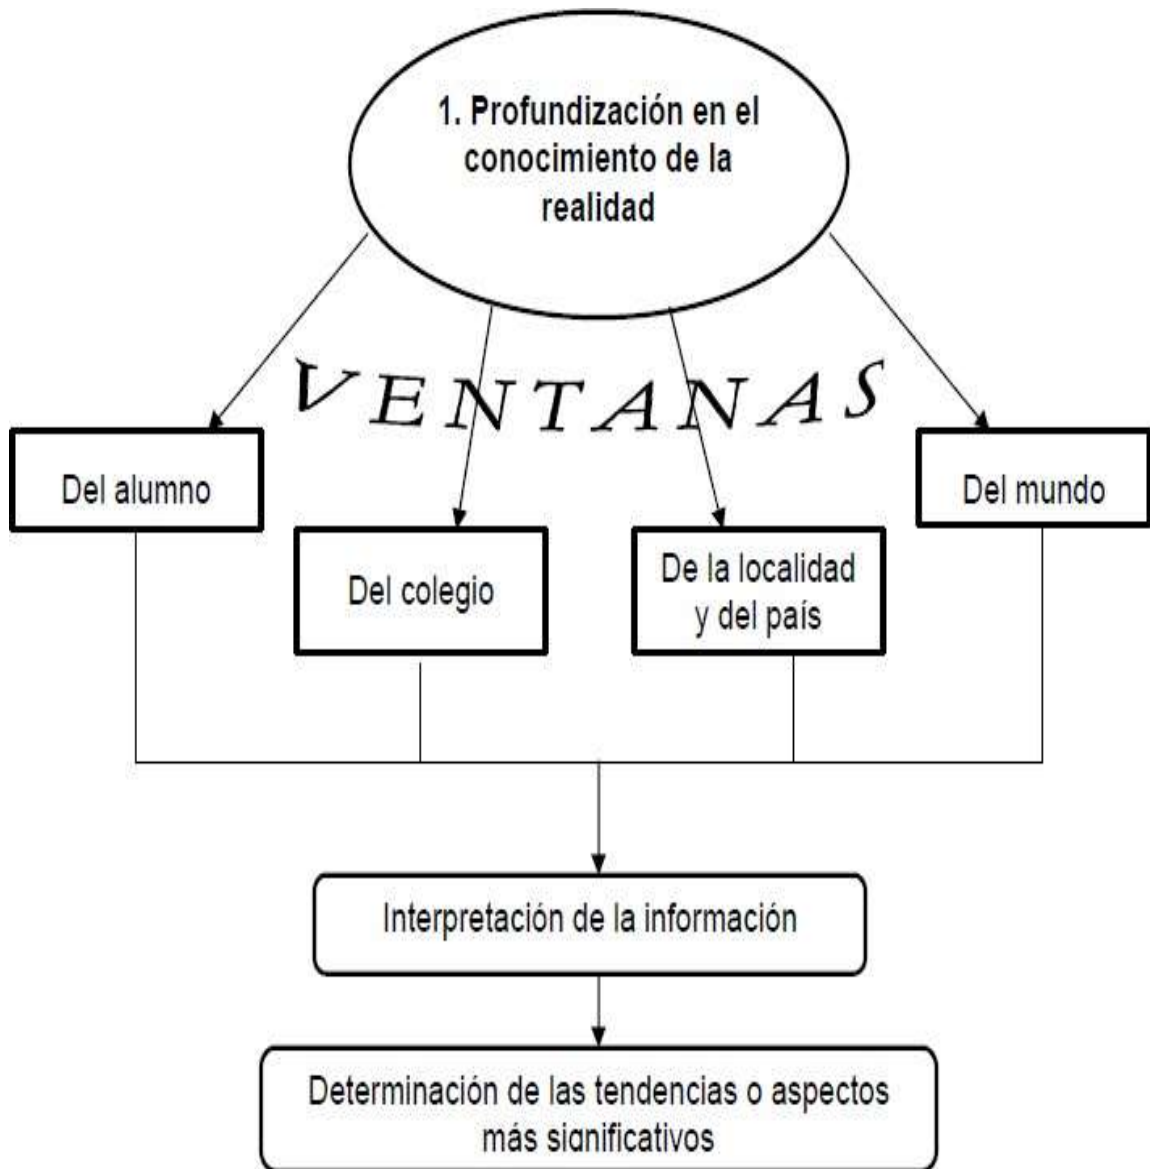 1. Profundización en el
conocimiento de la
realidad
VENTANAS
Del alumno
Del mundo
Del colegio
De la localidad
y del país
Interpretación de la información
Determinación de las tendencias o aspectos
más significativos